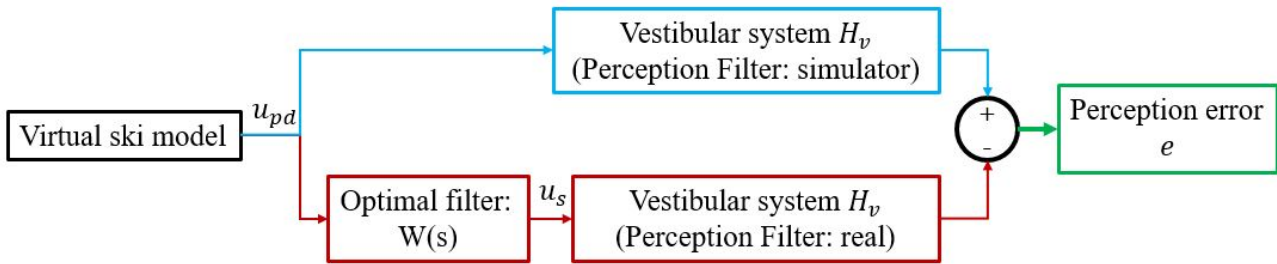 Vestibular system H_v
(Perception Filter: simulator)
u_pd
Virtual ski model
+
-
Perception error
e
Optimal filter:
W(s)
u_s
Vestibular system H_v
(Perception Filter: real)